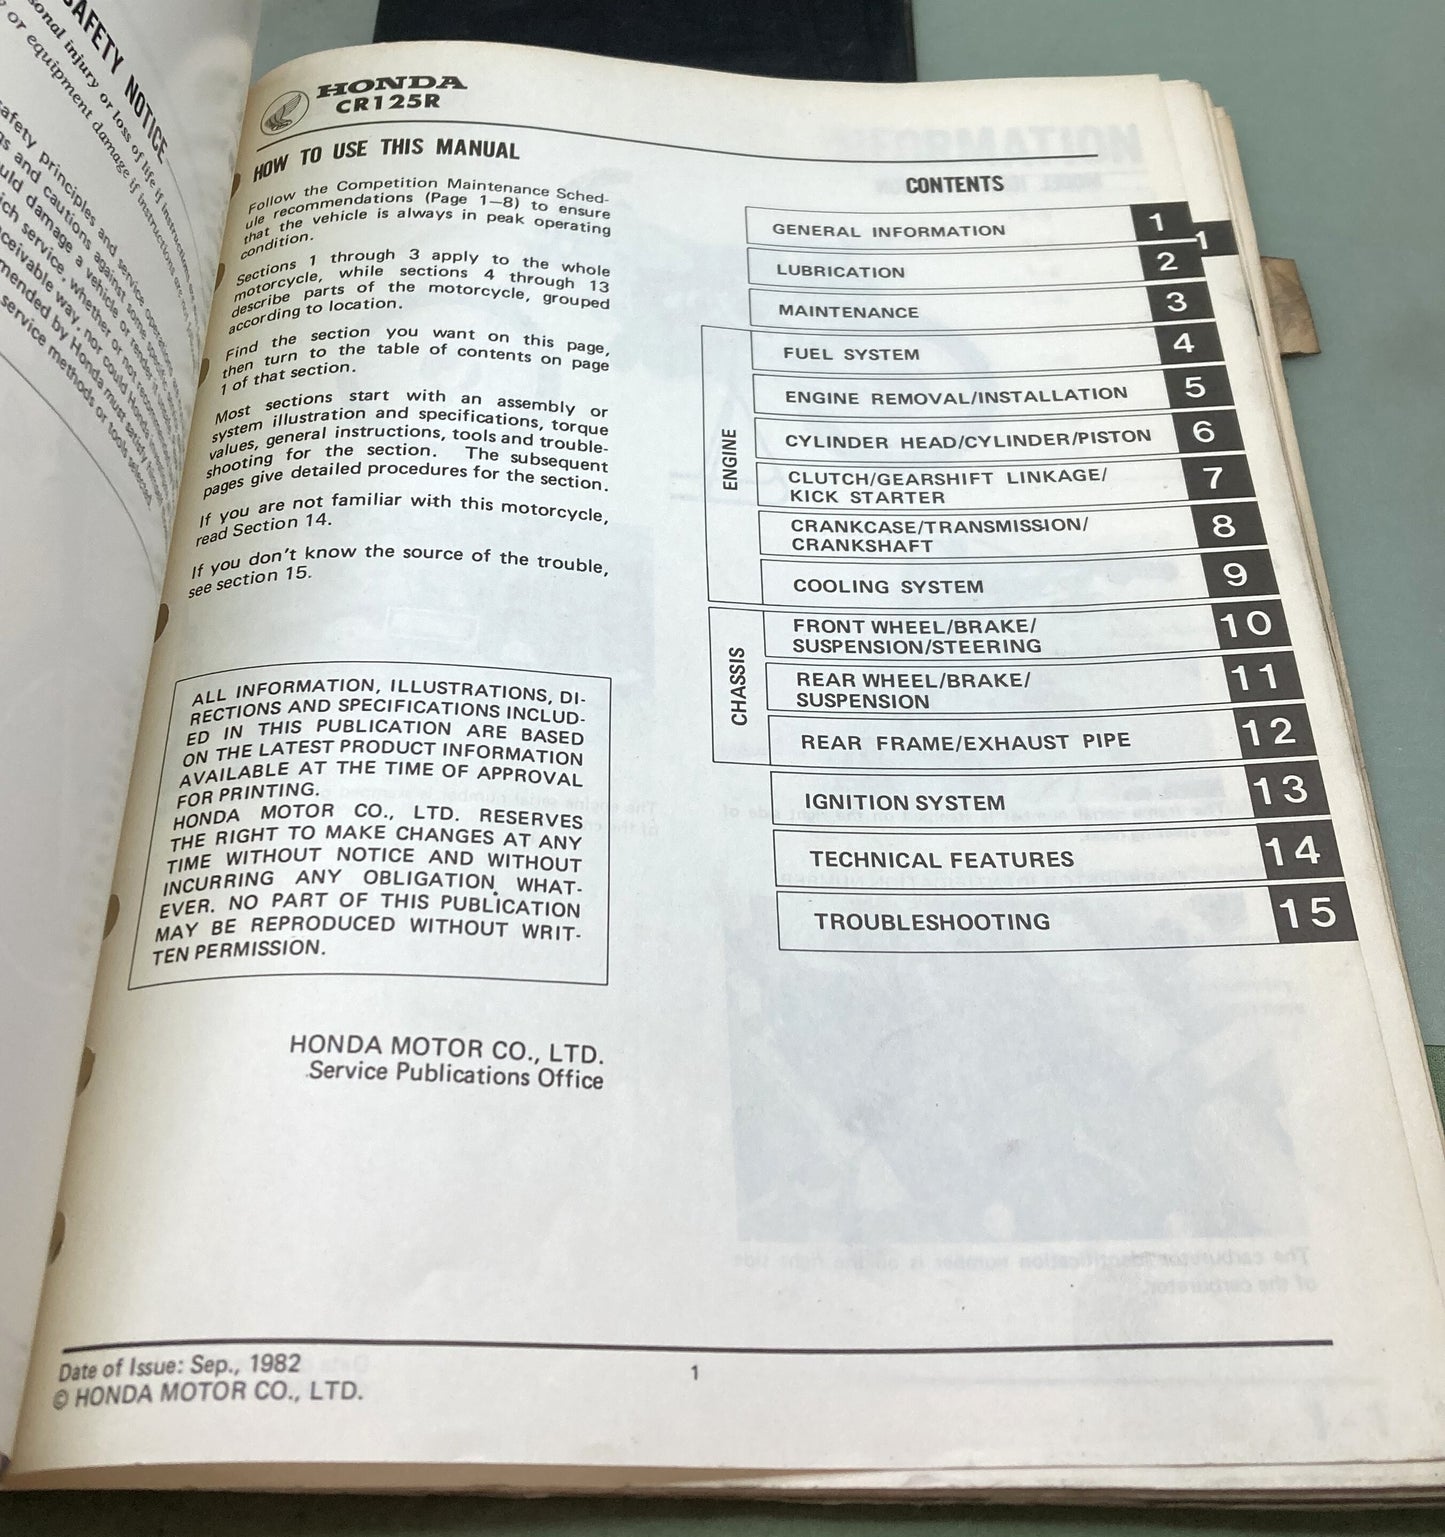 SAFETY NOTICE
HONDA
CR125R
HOW TO USE THIS MANUAL
Follow the Competition Maintenance Sched-
ule recommendations (Page 1—8) to ensure
that the vehicle is always in peak operating
condition.
Sections 1 through 3 apply to the whole
motorcycle, while sections 4 through 13
describe parts of the motorcycle, grouped
according to location.
Find the section you want on this page,
then turn to the table of contents on page
1 of that section.
Most sections start with an assembly or
system illustration and specifications, torque
values, general instructions, tools and trouble-
shooting for the section. The subsequent
pages give detailed procedures for the section.
If you are not familiar with this motorcycle,
read Section 14.
If you don't know the source of the trouble,
see section 15.
ALL INFORMATION, ILLUSTRATIONS, DI-
RECTIONS AND SPECIFICATIONS INCLUD-
ED IN THIS PUBLICATION ARE BASED
ON THE LATEST PRODUCT INFORMATION
AVAILABLE AT THE TIME OF APPROVAL
FOR PRINTING.
HONDA MOTOR CO., LTD. RESERVES
THE RIGHT TO MAKE CHANGES AT ANY
TIME WITHOUT NOTICE AND WITHOUT
INCURRING ANY OBLIGATION WHAT-
EVER. NO PART OF THIS PUBLICATION
MAY BE REPRODUCED WITHOUT WRIT-
TEN PERMISSION.
HONDA MOTOR CO., LTD.
Service Publications Office
CONTENTS
GENERAL INFORMATION 1
1
LUBRICATION 2
MAINTENANCE 3
ENGINE
FUEL SYSTEM 4
ENGINE REMOVAL/INSTALLATION 5
CYLINDER HEAD/CYLINDER/PISTON 6
CLUTCH/GEARSHIFT LINKAGE/ 7
KICK STARTER
CRANKCASE/TRANSMISSION/ 8
CRANKSHAFT
COOLING SYSTEM 9
CHASSIS
FRONT WHEEL/BRAKE/ 10
SUSPENSION/STEERING
REAR WHEEL/BRAKE/ 11
SUSPENSION
REAR FRAME/EXHAUST PIPE 12
IGNITION SYSTEM 13
TECHNICAL FEATURES 14
TROUBLESHOOTING 15
Date of Issue: Sep., 1982
© HONDA MOTOR CO., LTD.
1